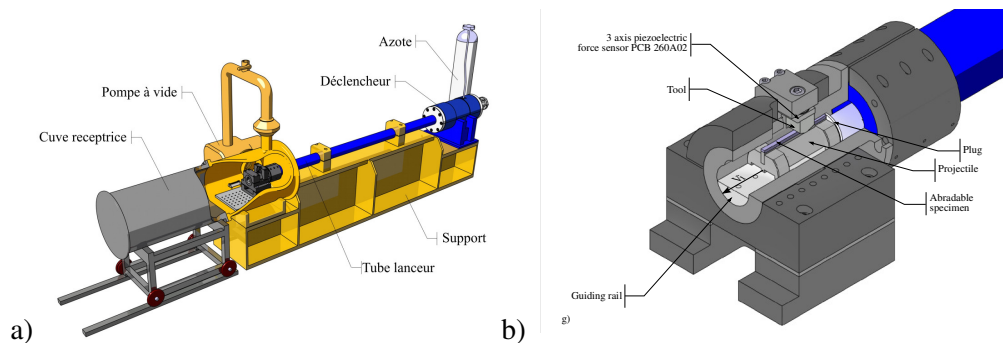 Azote
Déclencheur
Pompe à vide
Cuve receptrice
Support
Tube lanceur
a)
3 axis piezoelectric
force sensor PCB 260A02
Tool
Plug
Projectile
Abradable
specimen
Vi
Guiding rail
g)
b)